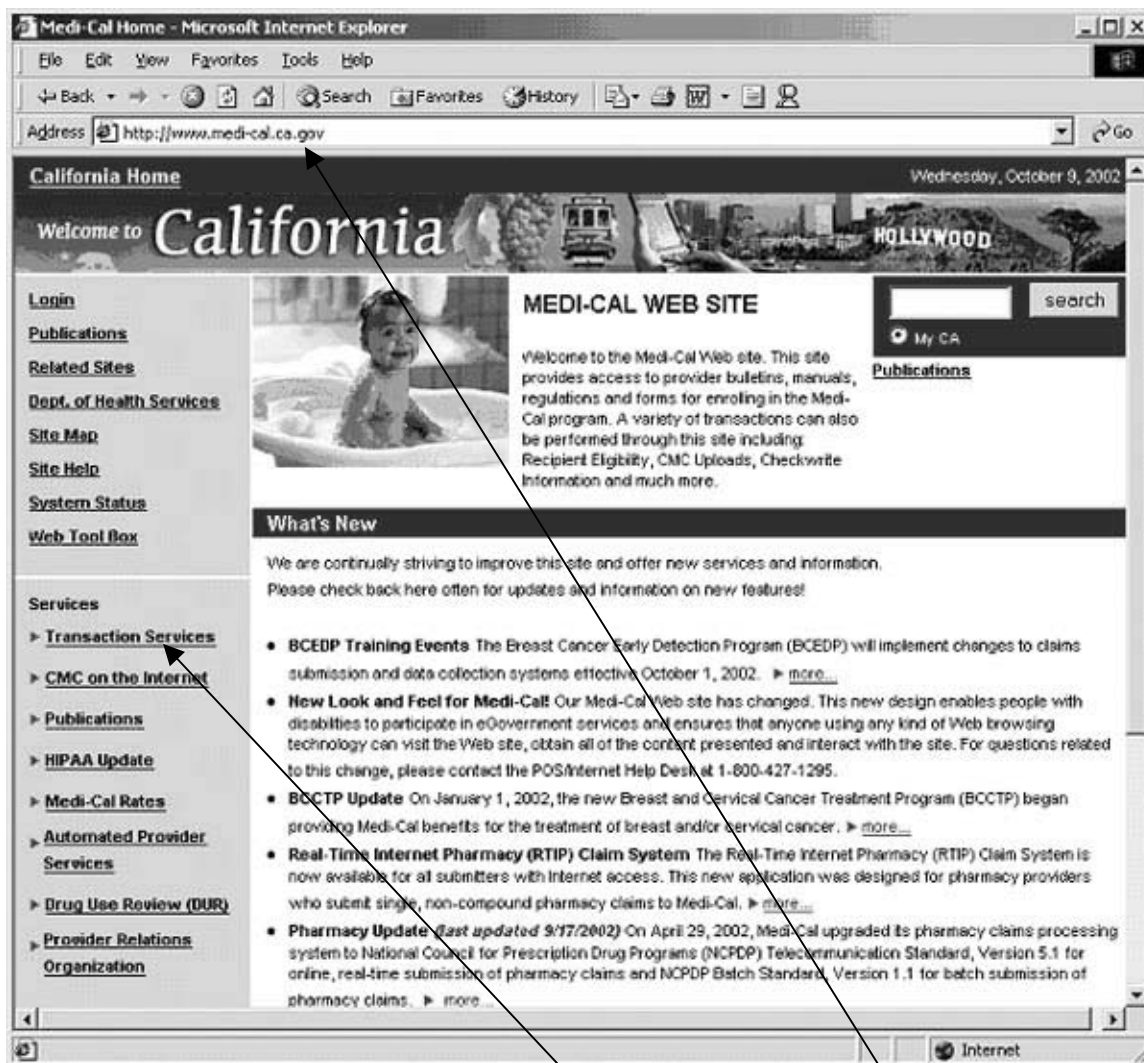 Medi-Cal Home - Microsoft Internet Explorer
File Edit View Favorites Tools Help
Back Search Favorites History
Address http://www.medi-cal.ca.gov Go
California Home Wednesday, October 9, 2002
Welcome to California
HOLLYWOOD
Login
Publications
Related Sites
Dept. of Health Services
Site Map
Site Help
System Status
Web Tool Box
Services
Transaction Services
CMC on the Internet
Publications
HIPAA Update
Medi-Cal Rates
Automated Provider
Services
Drug Use Review (DUR)
Provider Relations
Organization
MEDI-CAL WEB SITE
Welcome to the Medi-Cal Web site. This site
provides access to provider bulletins, manuals,
regulations and forms for enrolling in the Medi-
Cal program. A variety of transactions can also
be performed through this site including:
Recipient Eligibility, CMC Uploads, Checkwrite
Information and much more.
search
My CA
Publications
What's New
We are continually striving to improve this site and offer new services and information.
Please check back here often for updates and information on new features!
• BCEDP Training Events The Breast Cancer Early Detection Program (BCEDP) will implement changes to claims
submission and data collection systems effective October 1, 2002. more...
• New Look and Feel for Medi-Cal! Our Medi-Cal Web site has changed. This new design enables people with
disabilities to participate in eGovernment services and ensures that anyone using any kind of Web browsing
technology can visit the Web site, obtain all of the content presented and interact with the site. For questions related
to this change, please contact the POS/Internet Help Desk at 1-800-427-1295.
• BCCTP Update On January 1, 2002, the new Breast and Cervical Cancer Treatment Program (BCCTP) began
providing Medi-Cal benefits for the treatment of breast and/or cervical cancer. more...
• Real-Time Internet Pharmacy (RTIP) Claim System The Real-Time Internet Pharmacy (RTIP) Claim System is
now available for all submitters with Internet access. This new application was designed for pharmacy providers
who submit single, non-compound pharmacy claims to Medi-Cal. more...
• Pharmacy Update (last updated 9/17/2002) On April 29, 2002, Medi-Cal upgraded its pharmacy claims processing
system to National Council for Prescription Drug Programs (NCPDP) Telecommunication Standard, Version 5.1 for
online, real-time submission of pharmacy claims and NCPDP Batch Standard, Version 1.1 for batch submission of
pharmacy claims. more...
Internet